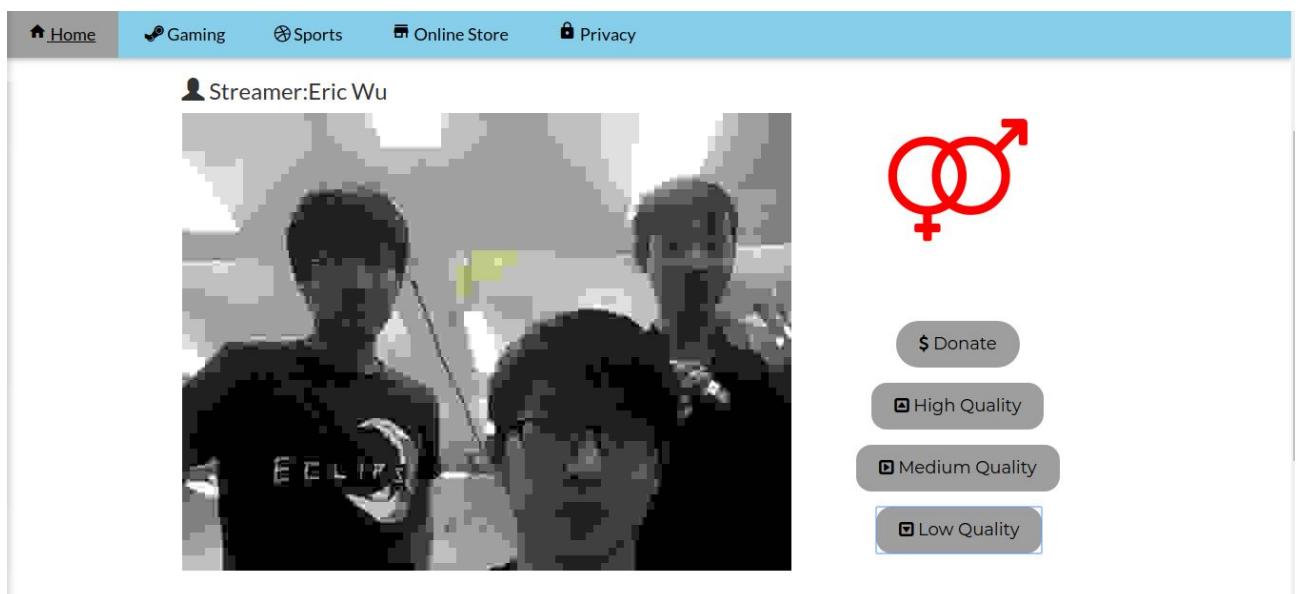 Home Gaming Sports Online Store Privacy
Streamer:Eric Wu
$ Donate
High Quality
Medium Quality
Low Quality